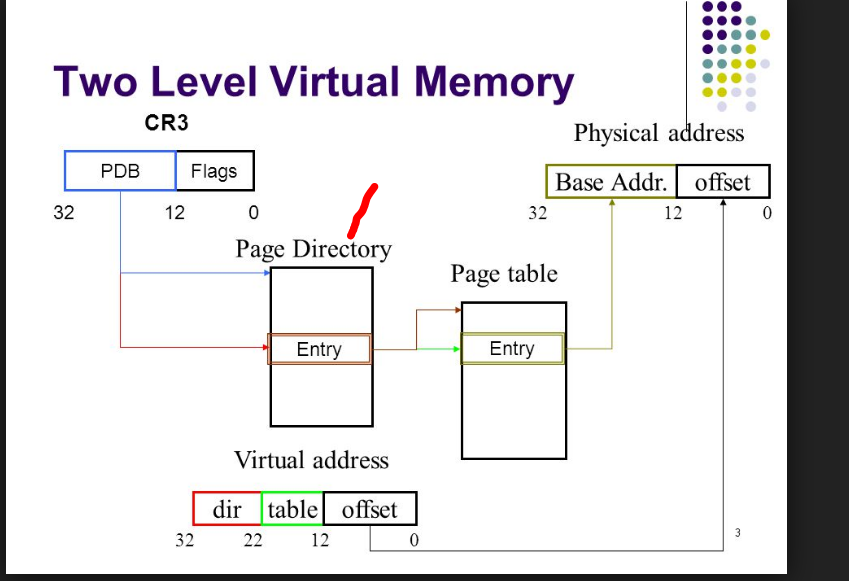 Two Level Virtual Memory
CR3
PDB Flags
32 12 0
Physical address
Base Addr. offset
32 12 0
Page Directory
Entry
Page table
Entry
Virtual address
dir table offset
32 22 12 0
3